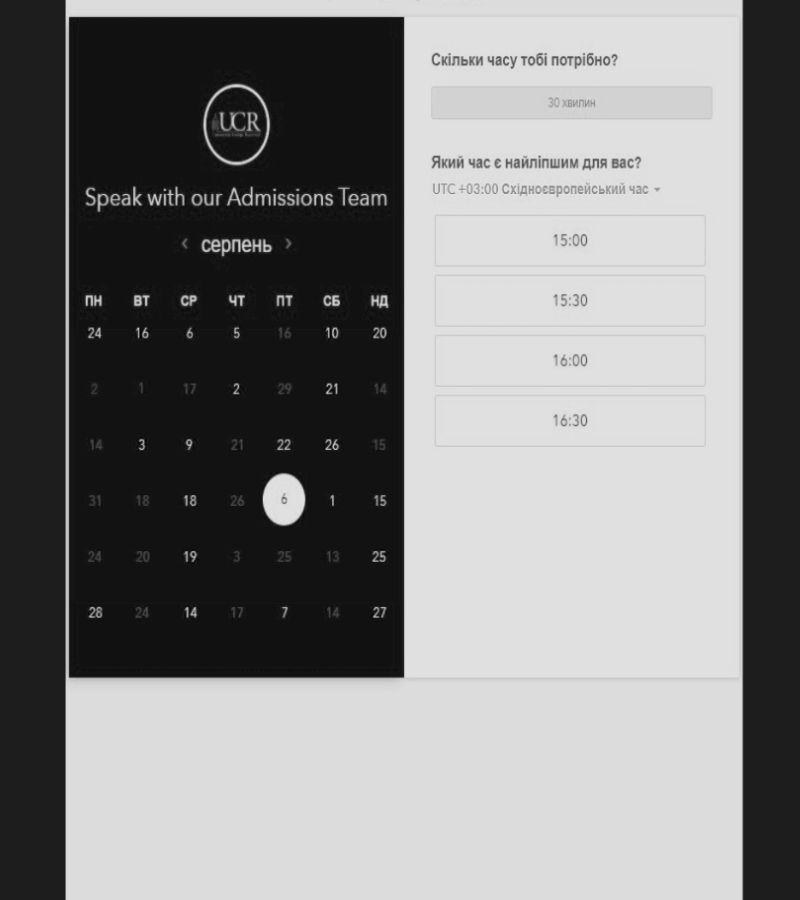 UCR
Speak with our Admissions Team
‹ серпень ›
ПН ВТ СР ЧТ ПТ СБ НД
24 16 6 5 16 10 20
2 1 17 2 29 21 14
14 3 9 21 22 26 15
31 18 18 26 6 1 15
24 20 19 3 25 13 25
28 24 14 17 7 14 27
Скільки часу тобі потрібно?
30 хвилин
Який час є найліпшим для вас?
UTC +03:00 Східноєвропейський час
15:00
15:30
16:00
16:30